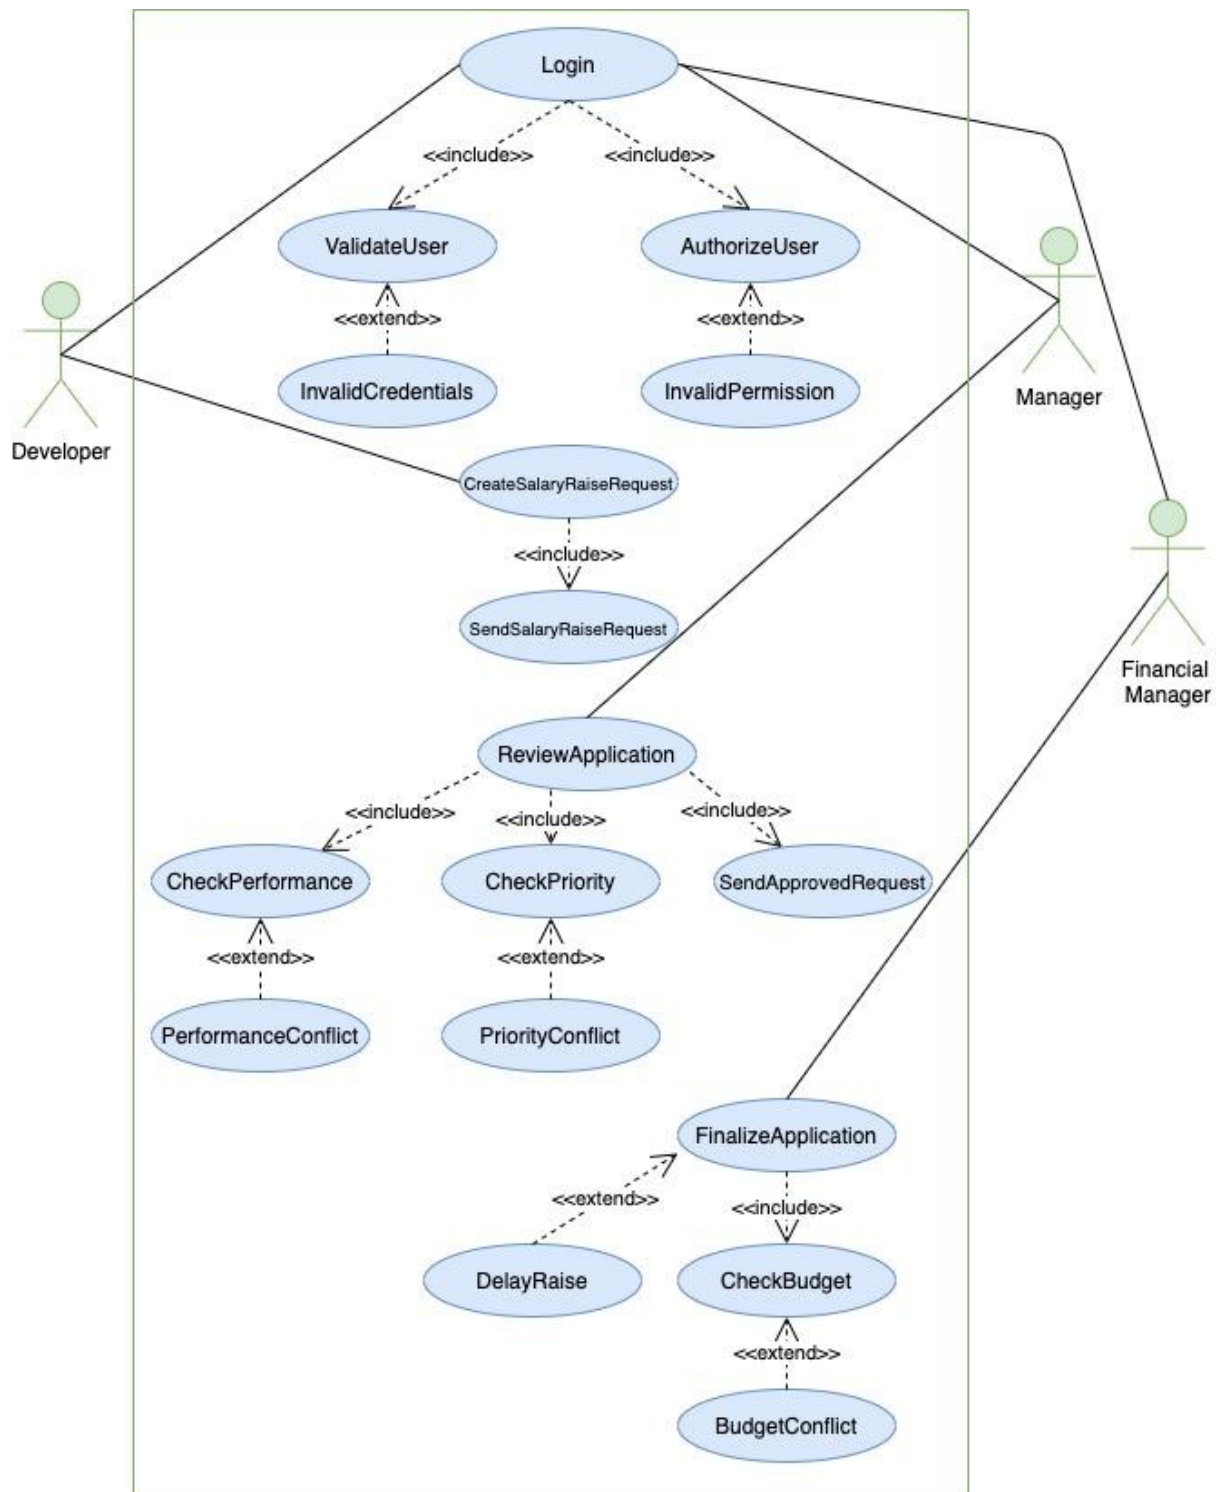 Login
<<include>>
<<include>>
ValidateUser
AuthorizeUser
<<extend>>
<<extend>>
InvalidCredentials
InvalidPermission
Manager
Developer
CreateSalaryRaiseRequest
<<include>>
SendSalaryRaiseRequest
Financial
Manager
ReviewApplication
<<include>>
<<include>>
<<include>>
CheckPerformance
CheckPriority
SendApprovedRequest
<<extend>>
<<extend>>
PerformanceConflict
PriorityConflict
FinalizeApplication
<<extend>>
<<include>>
DelayRaise
CheckBudget
<<extend>>
BudgetConflict